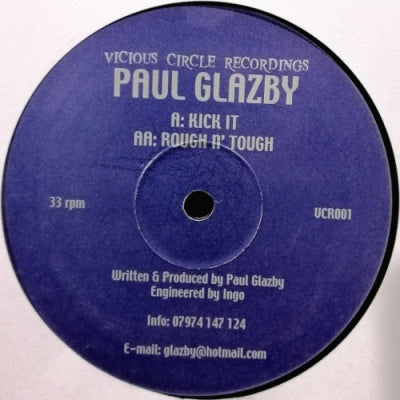 VICIOUS CIRCLE RECORDINGS
PAUL GLAZBY
A: KICK IT
AA: ROUGH N' TOUGH
33 rpm
VCR001
Written & Produced by Paul Glazby
Engineered by Ingo
Info: 07974 147 124
E-mail: glazby@hotmail.com